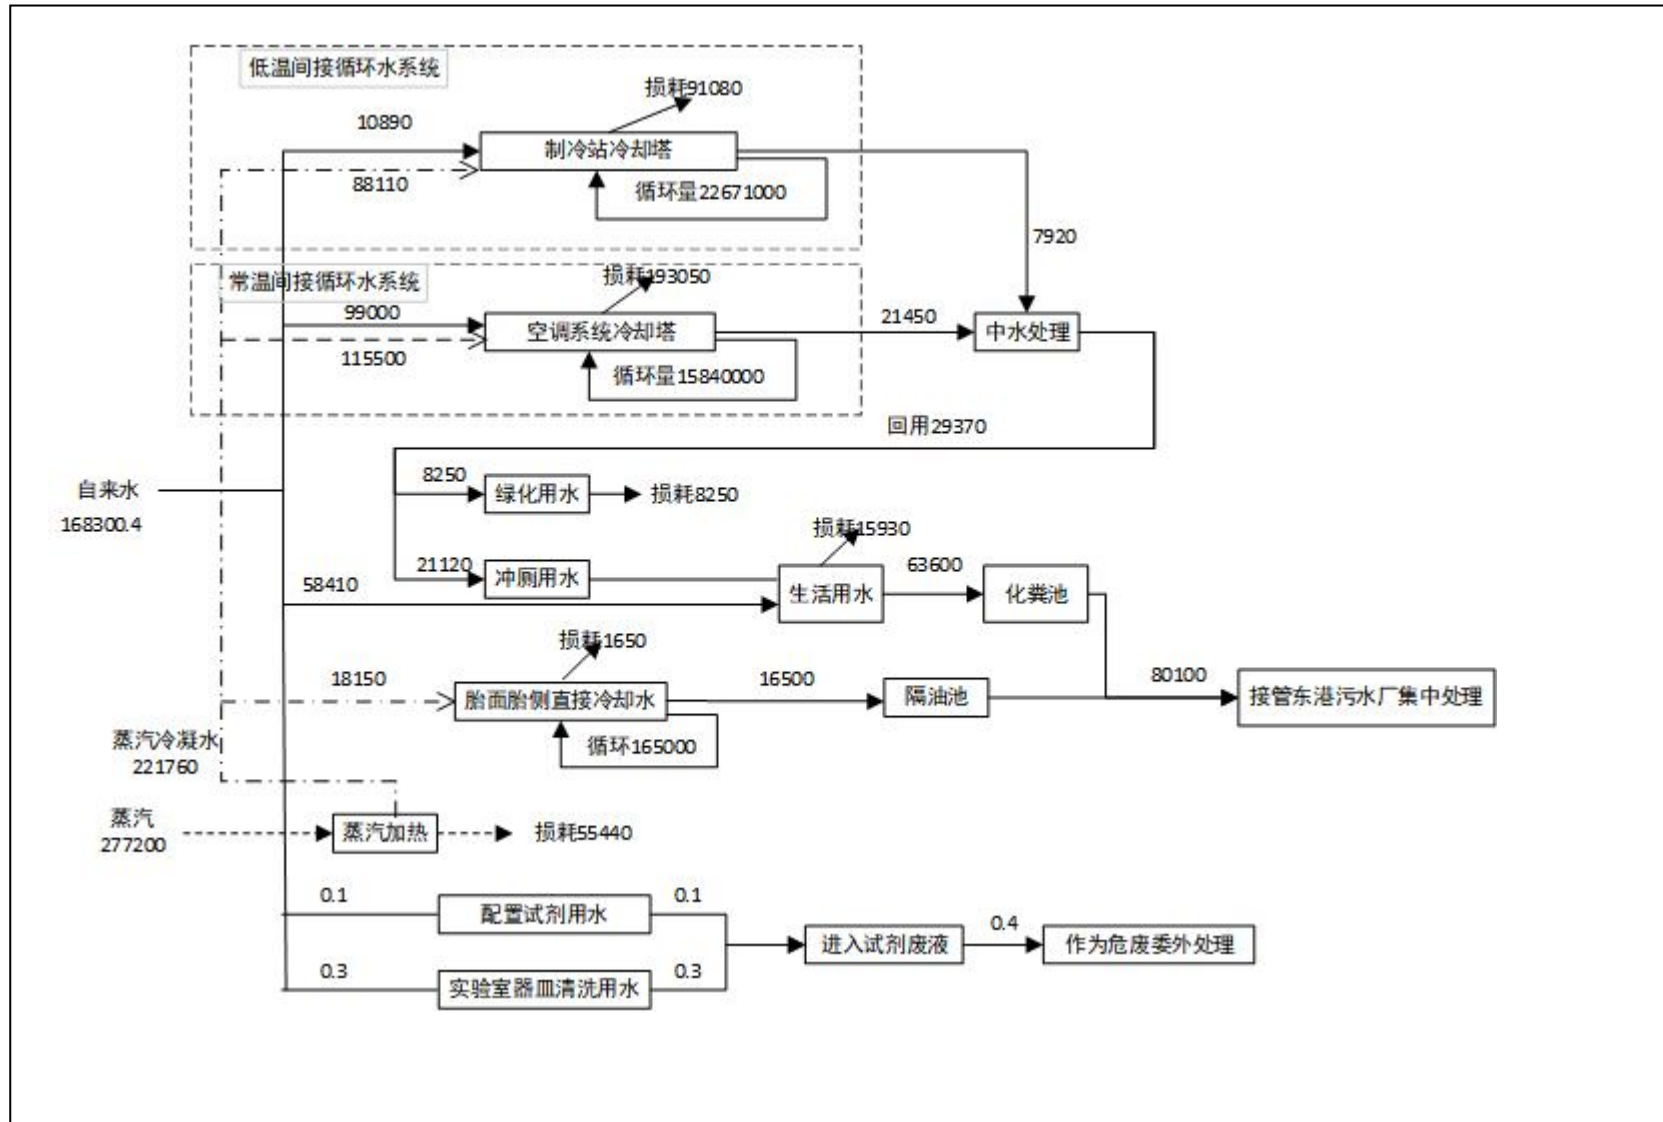 低温间接循环水系统
损耗91080
10890
制冷站冷却塔
88110
循环量22671000
7920
常温间接循环水系统
损耗193050
99000
空调系统冷却塔
21450
中水处理
115500
循环量15840000
回用29370
自来水
168300.4
8250
绿化用水
损耗8250
损耗15930
21120
冲厕用水
58410
生活用水
63600
化粪池
损耗1650
18150
胎面胎侧直接冷却水
16500
隔油池
80100
接管东港污水厂集中处理
循环165000
蒸汽冷凝水
221760
蒸汽
277200
蒸汽加热
损耗55440
0.1
配置试剂用水
0.1
进入试剂废液
0.4
作为危废委外处理
0.3
实验室器皿清洗用水
0.3